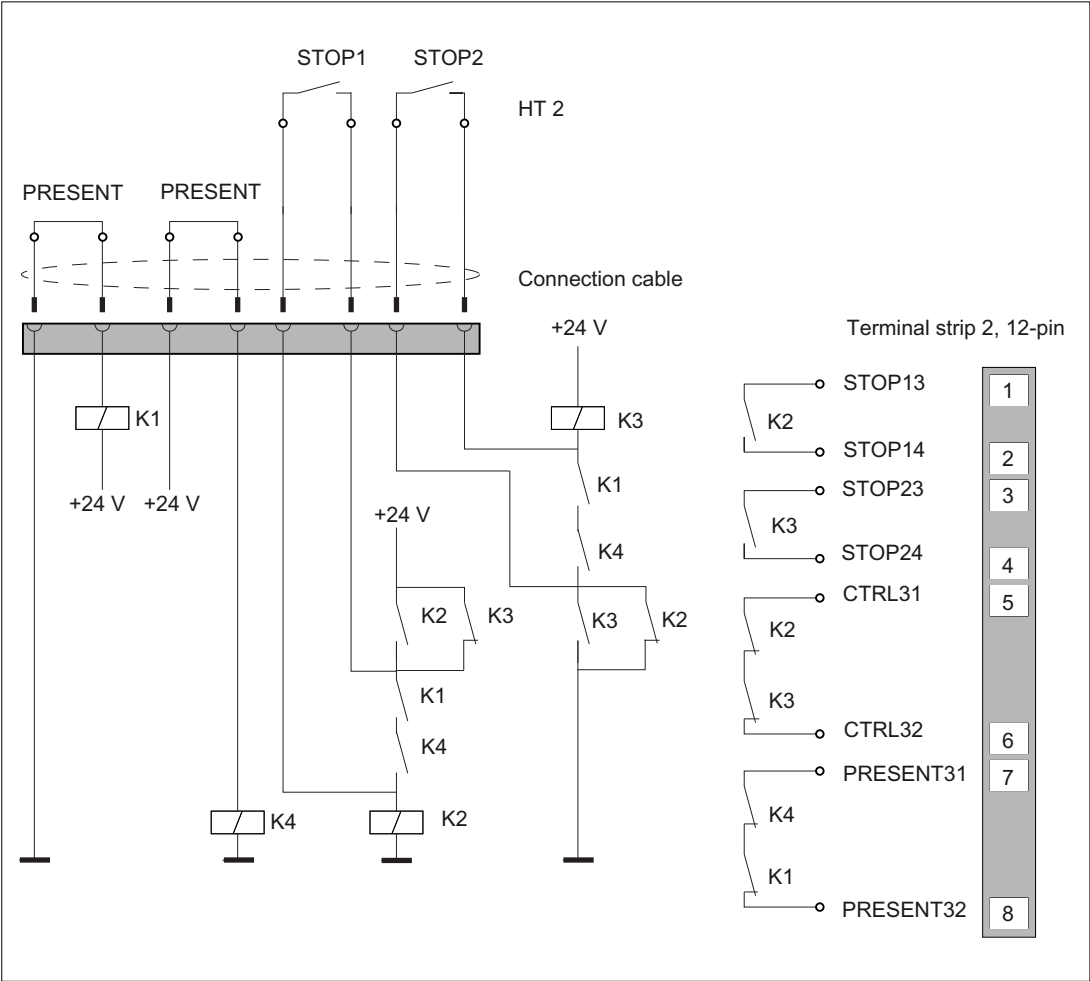 STOP1 STOP2
HT 2
PRESENT PRESENT
Connection cable
+24 V
Terminal strip 2, 12-pin
STOP13 1
K2
STOP14 2
STOP23 3
K3
STOP24 4
CTRL31 5
K2
K3
CTRL32 6
PRESENT31 7
K4
K1
PRESENT32 8
K1 K3
K1
+24 V +24 V
+24 V
K4
K2 K3 K3 K2
K1
K4
K4 K2